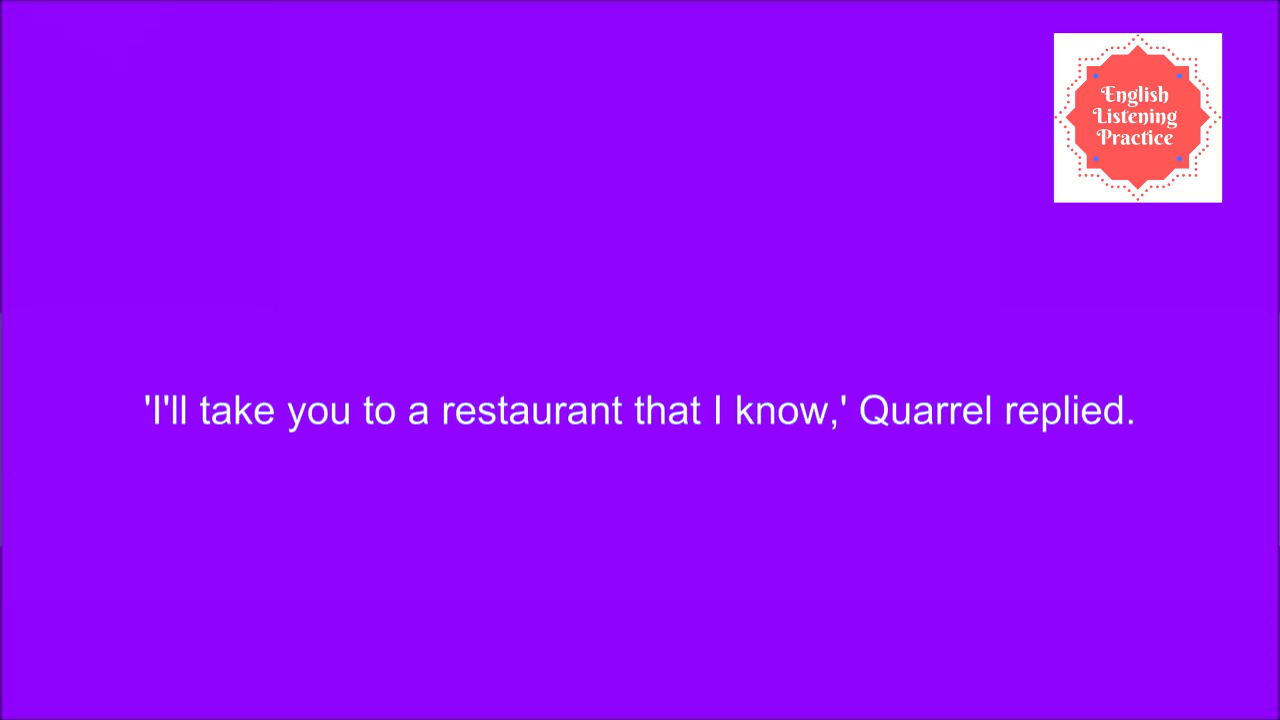 English
Listening
Practice
'I'll take you to a restaurant that I know,' Quarrel replied.